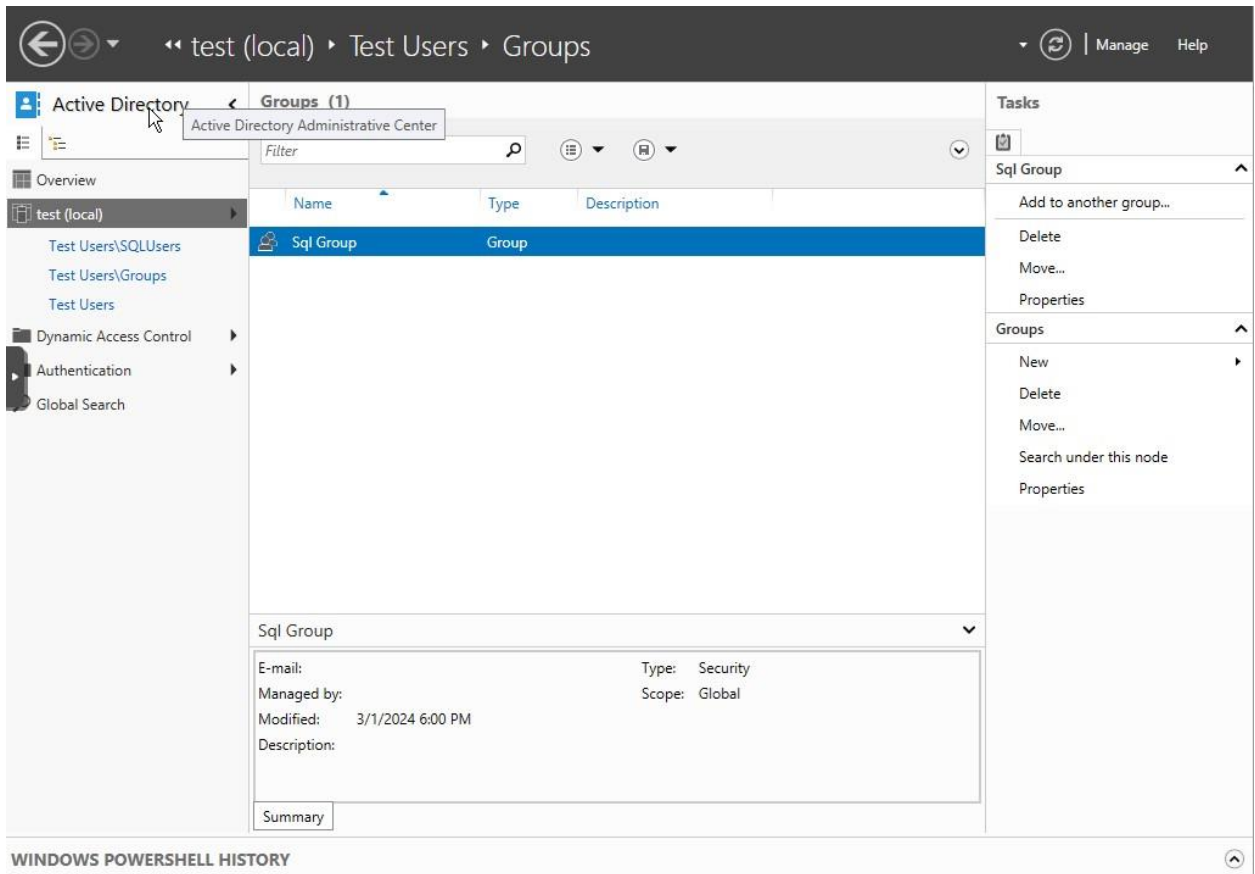 test (local) Test Users Groups
Manage Help
Active Directory
Active Directory Administrative Center
Overview
test (local)
Test Users\SQLUsers
Test Users\Groups
Test Users
Dynamic Access Control
Authentication
Global Search
Groups (1)
Filter
Name Type Description
Sql Group Group
Sql Group
E-mail:
Type: Security
Managed by:
Scope: Global
Modified: 3/1/2024 6:00 PM
Description:
Summary
Tasks
Sql Group
Add to another group...
Delete
Move...
Properties
Groups
New
Delete
Move...
Search under this node
Properties
WINDOWS POWERSHELL HISTORY